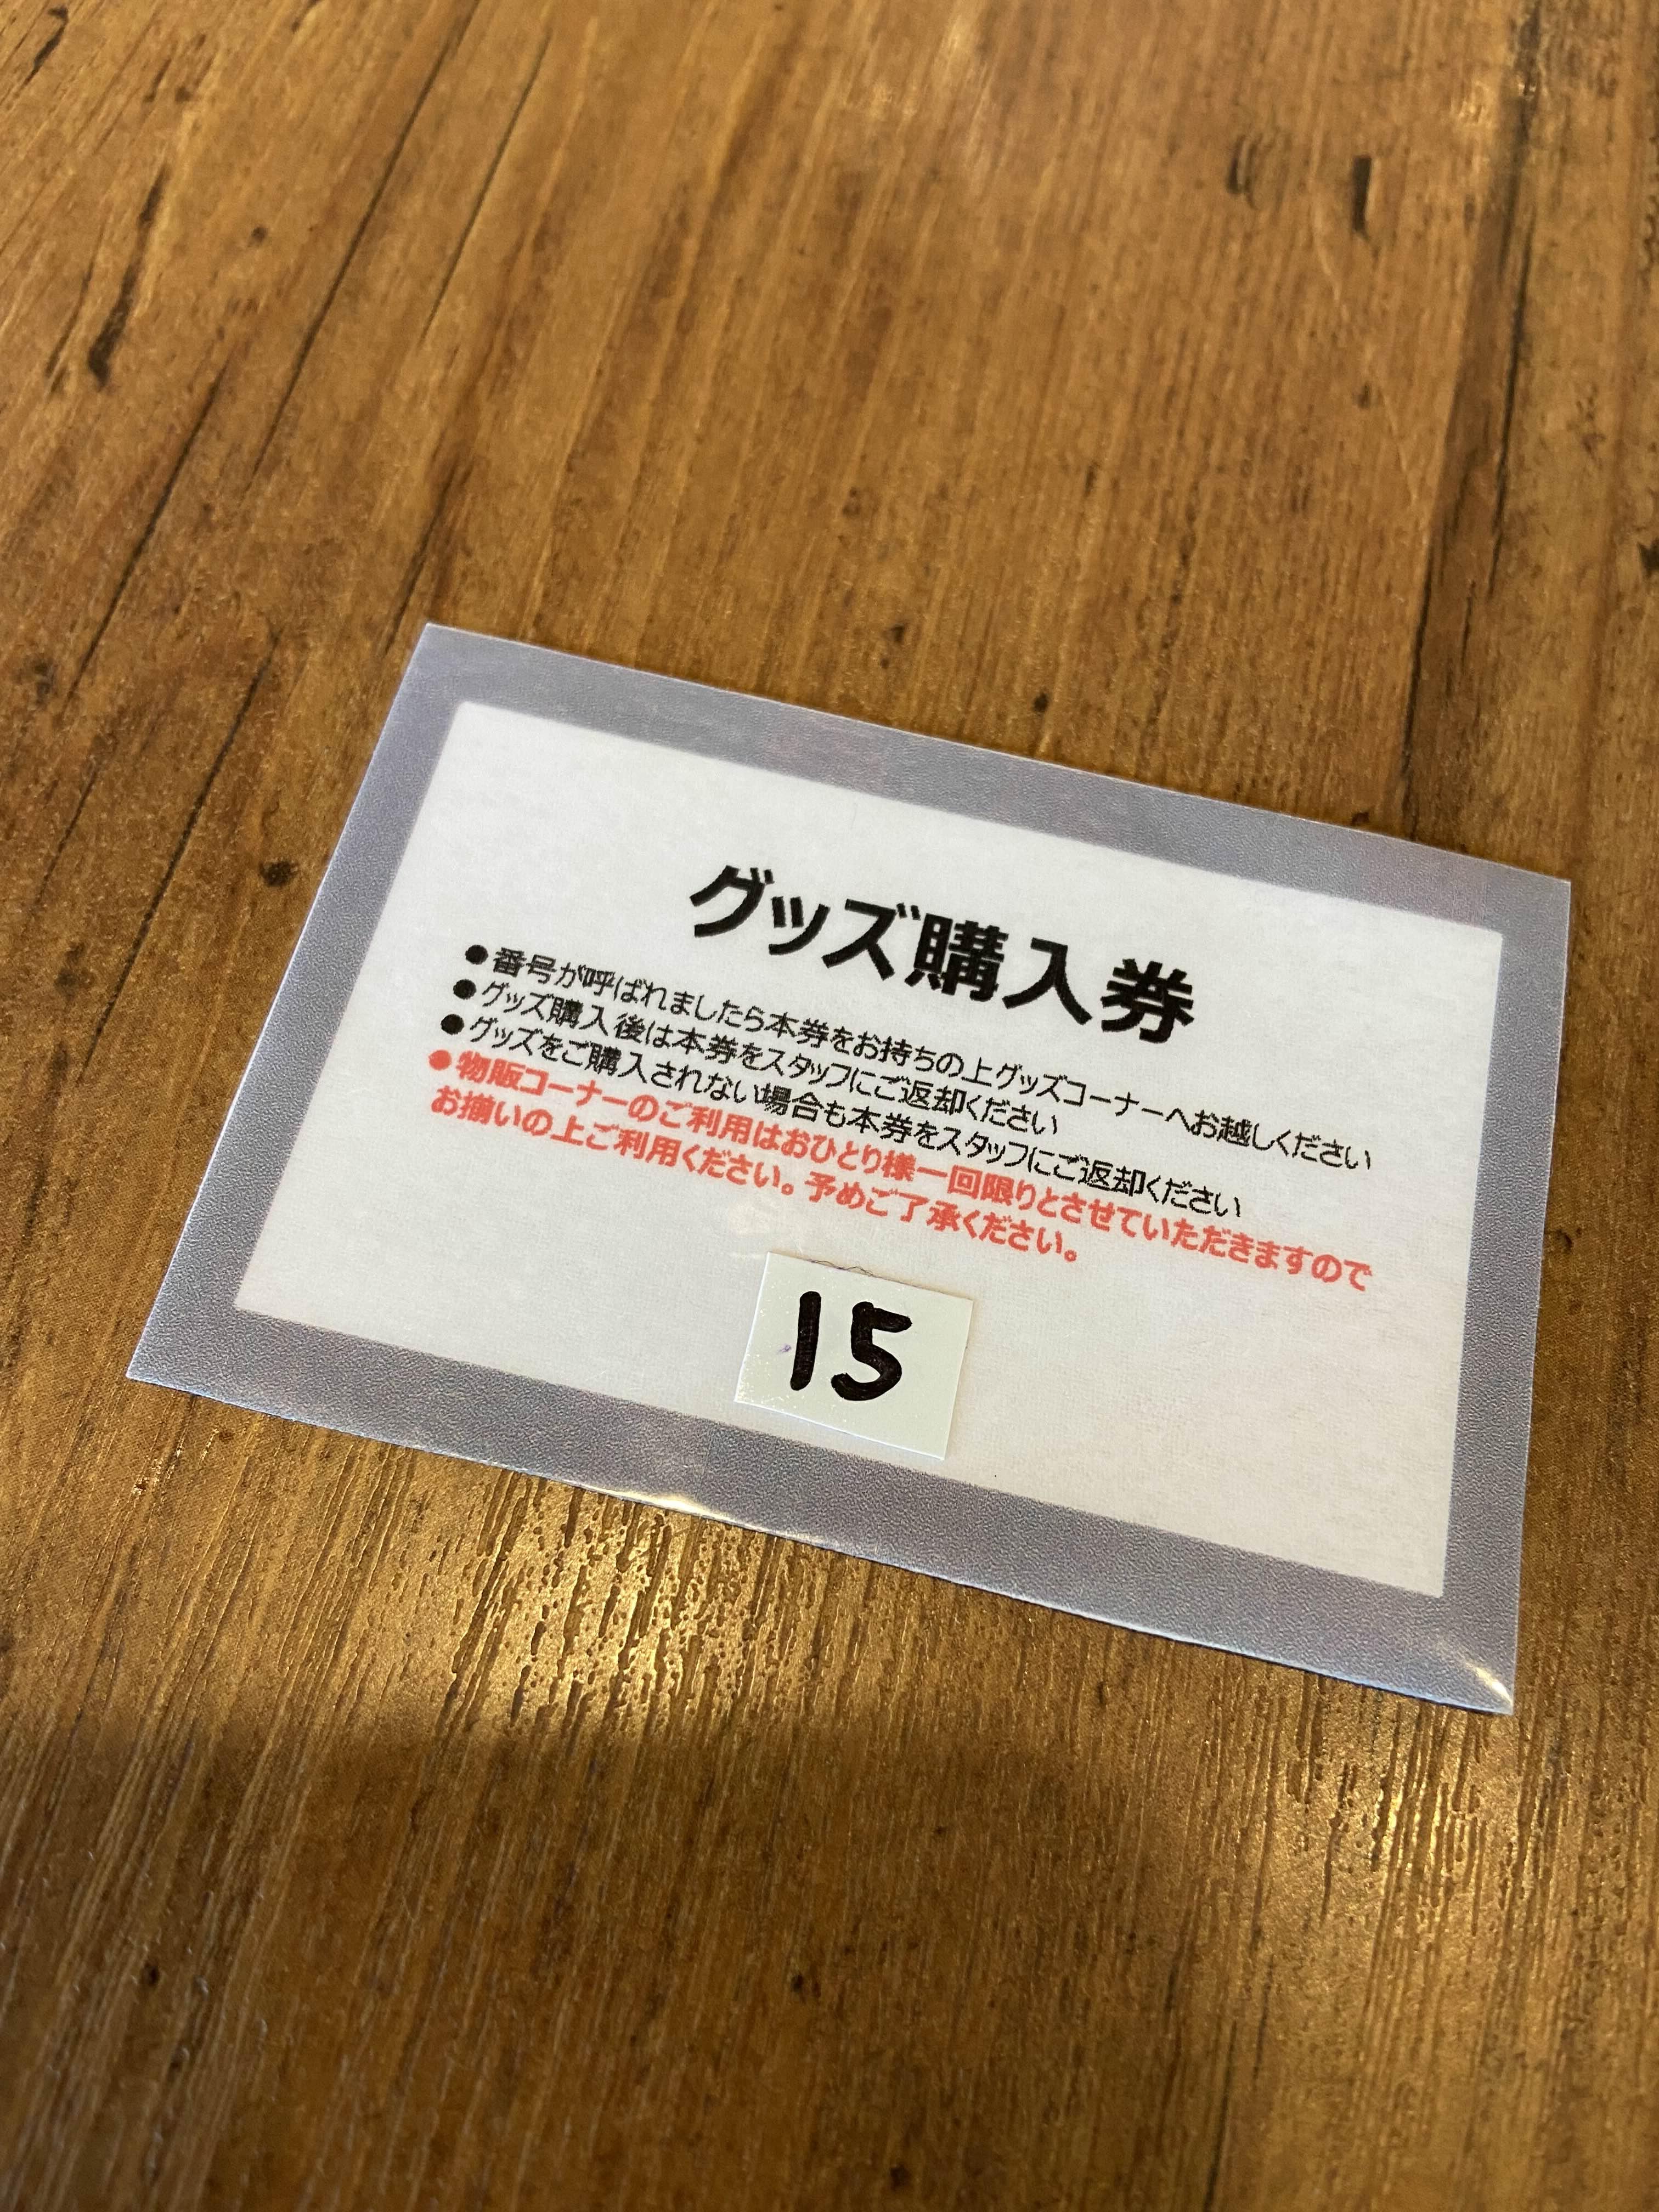 グッズ購入券
●番号が呼ばれましたら本券をお持ちの上グッズコーナーへお越しください
●グッズ購入後は本券をスタッフにご返却ください
●グッズをご購入されない場合も本券をスタッフにご返却ください
●物販コーナーのご利用はおひとり様一回限りとさせていただきますので
お揃いの上ご利用ください。予めご了承ください。
15